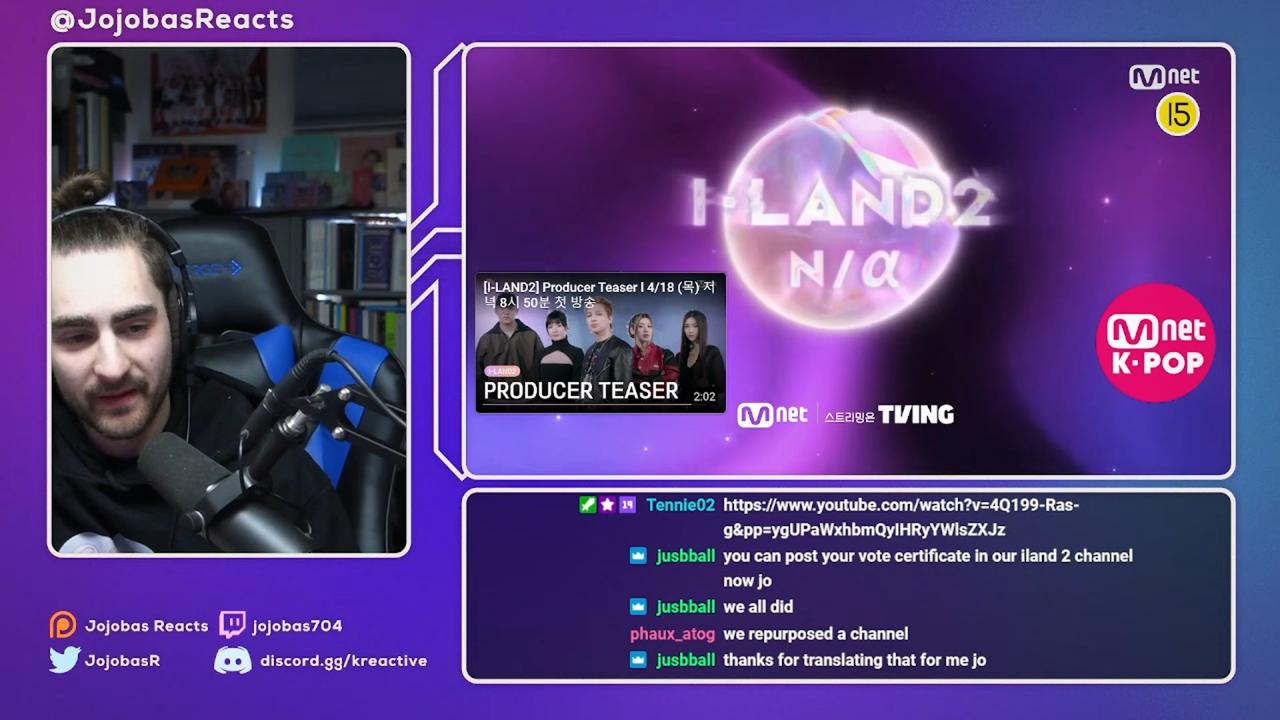 @JojobasReacts
Mnet
15
I-LAND2
N/α
[I-LAND2] Producer Teaser I 4/18 (목) 저
녁 8시 50분 첫 방송
I-LAND2
PRODUCER TEASER
2:02
Mnet
K·POP
Mnet | 스트리밍은 TVING
14 Tennie02 https://www.youtube.com/watch?v=4Q199-Ras-
g&pp=ygUPaWxhbmQyIHRyYWlsZXJz
jusbball you can post your vote certificate in our iland 2 channel
now jo
jusbball we all did
phaux_atog we repurposed a channel
jusbball thanks for translating that for me jo
Jojobas Reacts jojobas704
JojobasR discord.gg/kreactive